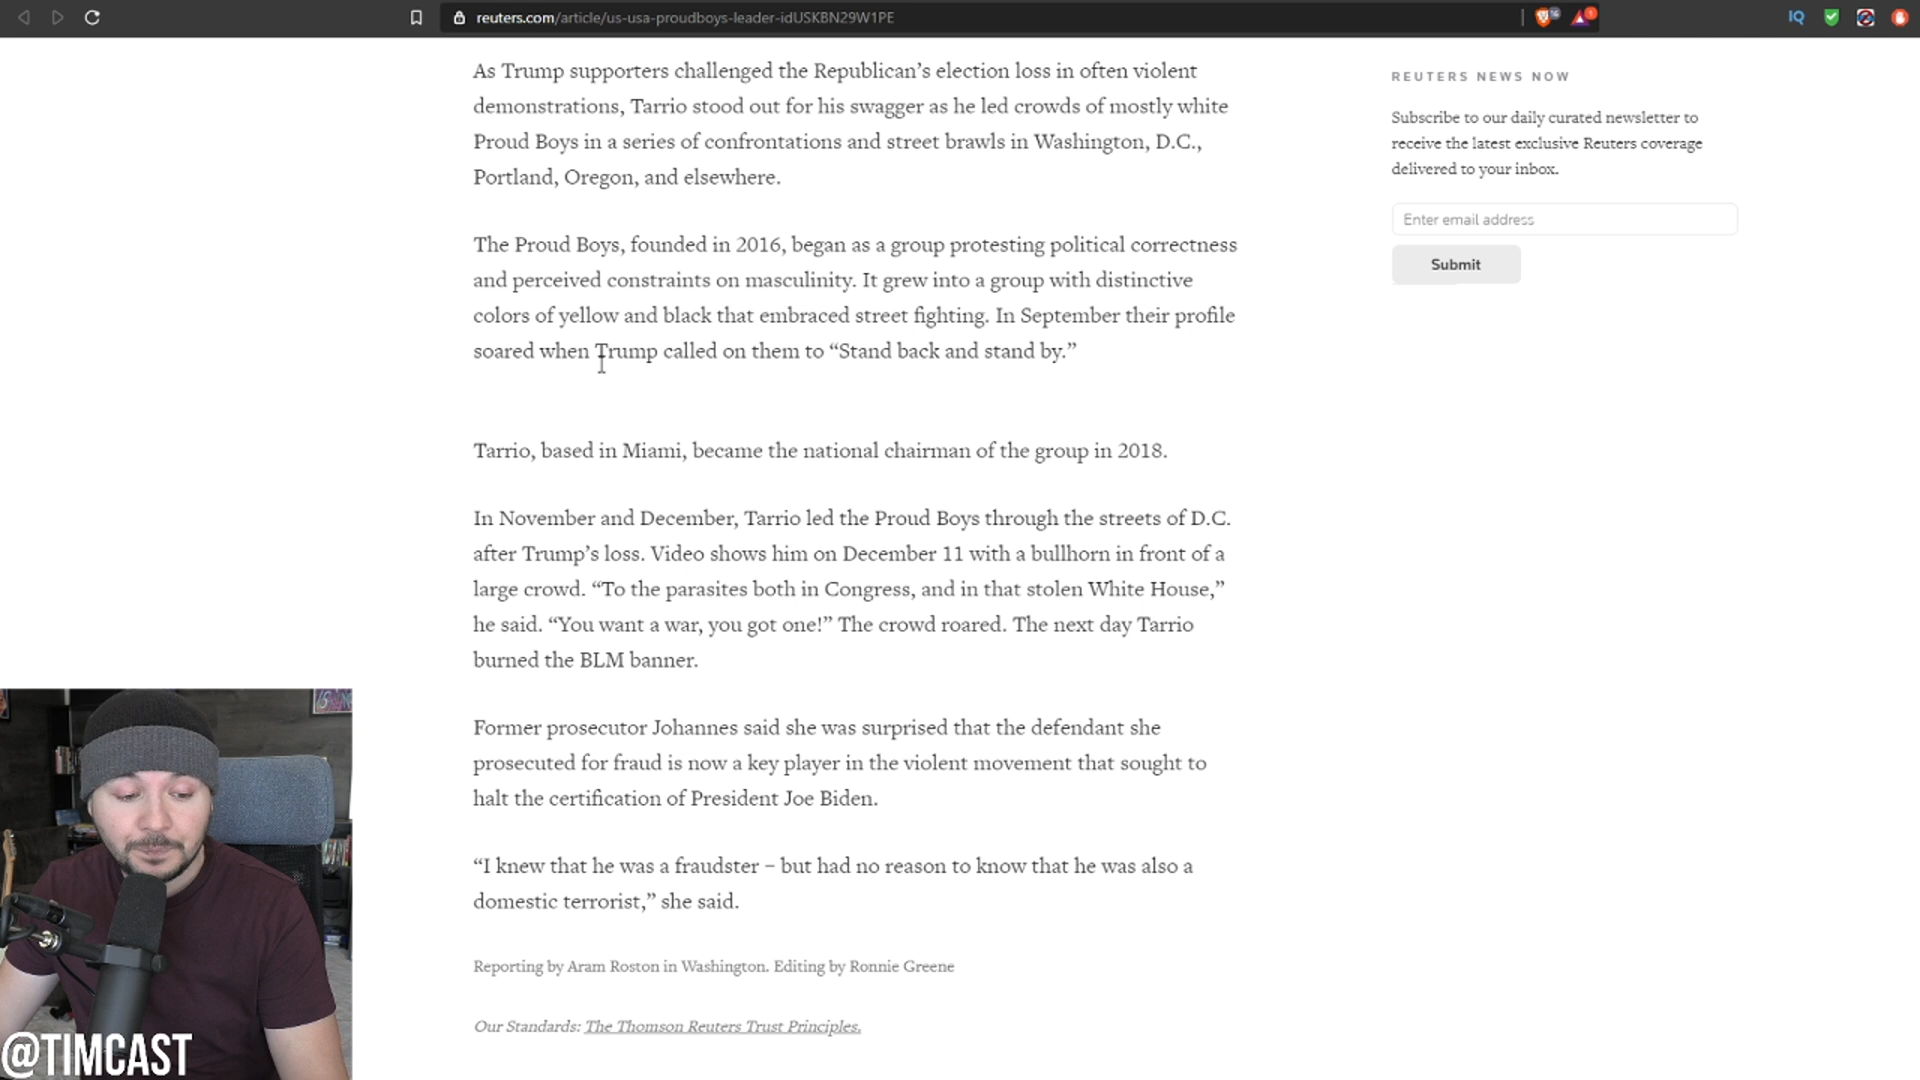 reuters.com/article/us-usa-proudboys-leader-idUSKBN29W1PE
IQ
As Trump supporters challenged the Republican’s election loss in often violent
demonstrations, Tarrio stood out for his swagger as he led crowds of mostly white
Proud Boys in a series of confrontations and street brawls in Washington, D.C.,
Portland, Oregon, and elsewhere.
The Proud Boys, founded in 2016, began as a group protesting political correctness
and perceived constraints on masculinity. It grew into a group with distinctive
colors of yellow and black that embraced street fighting. In September their profile
soared when Trump called on them to “Stand back and stand by.”
Tarrio, based in Miami, became the national chairman of the group in 2018.
In November and December, Tarrio led the Proud Boys through the streets of D.C.
after Trump’s loss. Video shows him on December 11 with a bullhorn in front of a
large crowd. “To the parasites both in Congress, and in that stolen White House,”
he said. “You want a war, you got one!” The crowd roared. The next day Tarrio
burned the BLM banner.
Former prosecutor Johannes said she was surprised that the defendant she
prosecuted for fraud is now a key player in the violent movement that sought to
halt the certification of President Joe Biden.
“I knew that he was a fraudster – but had no reason to know that he was also a
domestic terrorist,” she said.
Reporting by Aram Roston in Washington. Editing by Ronnie Greene
Our Standards: The Thomson Reuters Trust Principles.
REUTERS NEWS NOW
Subscribe to our daily curated newsletter to
receive the latest exclusive Reuters coverage
delivered to your inbox.
Enter email address
Submit
@TIMCAST